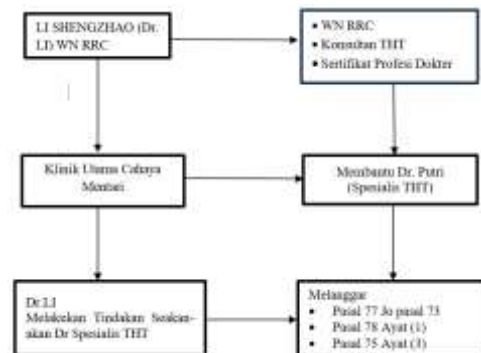 LI SHENGZHAO (Dr.
LI) WN RRC
• WN RRC
• Konsultan THT
• Sertifikat Profesi Dokter
Klinik Utama Cahaya
Mentari
Membantu Dr. Putri
(Spesialis THT)
Dr.LI
Melakekan Tindakan Seakan-
akan Dr Spesialis THT
Melanggar
• Pasal 77 Jo pasal 73
• Pasal 78 Ayat (1)
• Pasal 75 Ayat (3)